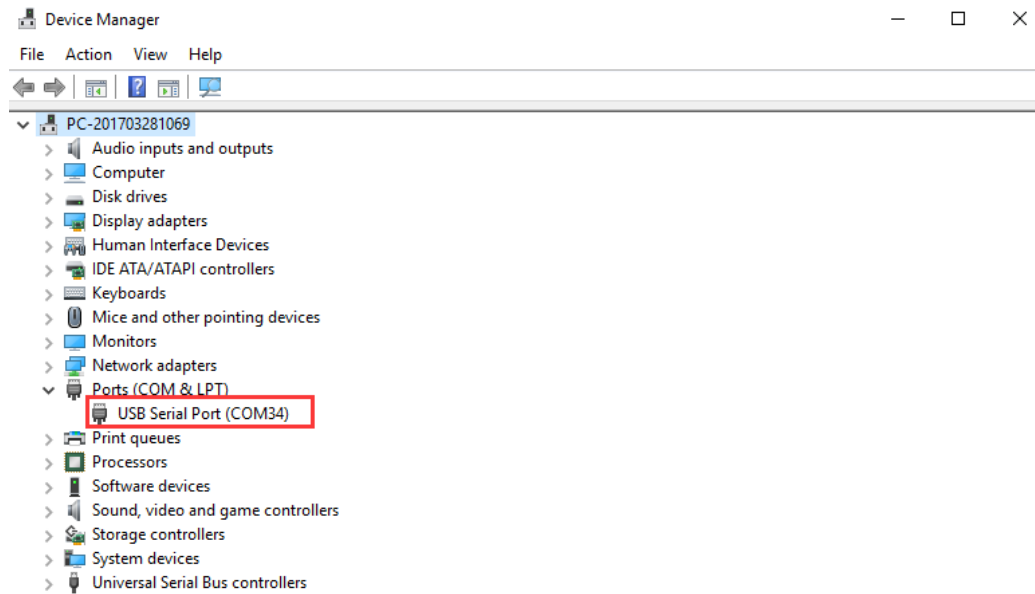 Device Manager
File Action View Help
PC-201703281069
Audio inputs and outputs
Computer
Disk drives
Display adapters
Human Interface Devices
IDE ATA/ATAPI controllers
Keyboards
Mice and other pointing devices
Monitors
Network adapters
Ports (COM & LPT)
USB Serial Port (COM34)
Print queues
Processors
Software devices
Sound, video and game controllers
Storage controllers
System devices
Universal Serial Bus controllers